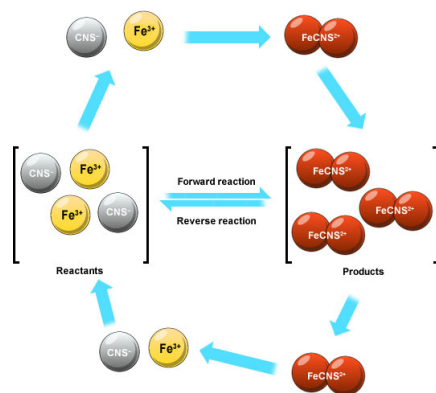 CNS⁻
Fe³⁺
FeCNS²⁺
CNS⁻
Fe³⁺
Fe³⁺
CNS⁻
Reactants
Forward reaction
Reverse reaction
FeCNS²⁺
FeCNS²⁺
FeCNS²⁺
Products
CNS⁻
Fe³⁺
FeCNS²⁺